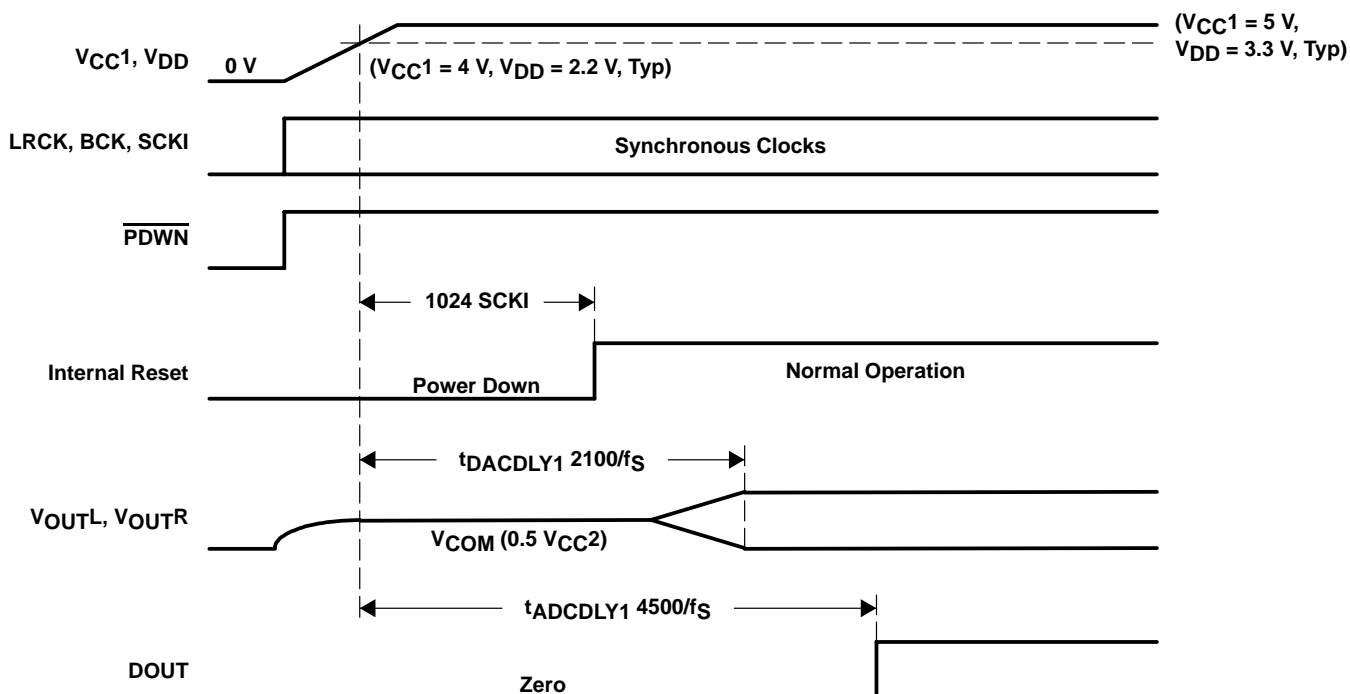 (VCC1 = 5 V,
VDD = 3.3 V, Typ)
VCC1, VDD
0 V
(VCC1 = 4 V, VDD = 2.2 V, Typ)
LRCK, BCK, SCKI
Synchronous Clocks
PDWN
1024 SCKI
Internal Reset
Power Down
Normal Operation
tDACDLY1 2100/fS
VOUTL, VOUTR
VCOM (0.5 VCC2)
tADCDLY1 4500/fS
DOUT
Zero